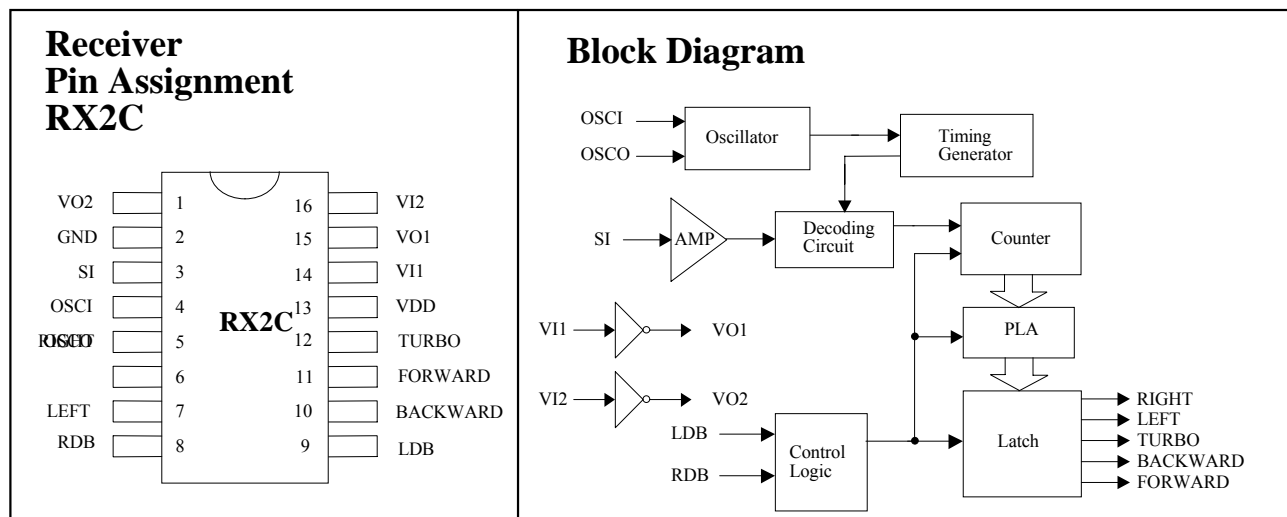 Receiver
Pin Assignment
RX2C
VO2 1 16 VI2
GND 2 15 VO1
SI 3 14 VI1
OSCI 4 13 VDD
RX2C
OSCO 5 12 TURBO
RIGHT
6 11 FORWARD
LEFT 7 10 BACKWARD
RDB 8 9 LDB
Block Diagram
OSCI
OSCO
Oscillator
Timing
Generator
SI
AMP
Decoding
Circuit
Counter
VI1
VO1
PLA
VI2
VO2
LDB
RDB
Control
Logic
Latch
RIGHT
LEFT
TURBO
BACKWARD
FORWARD